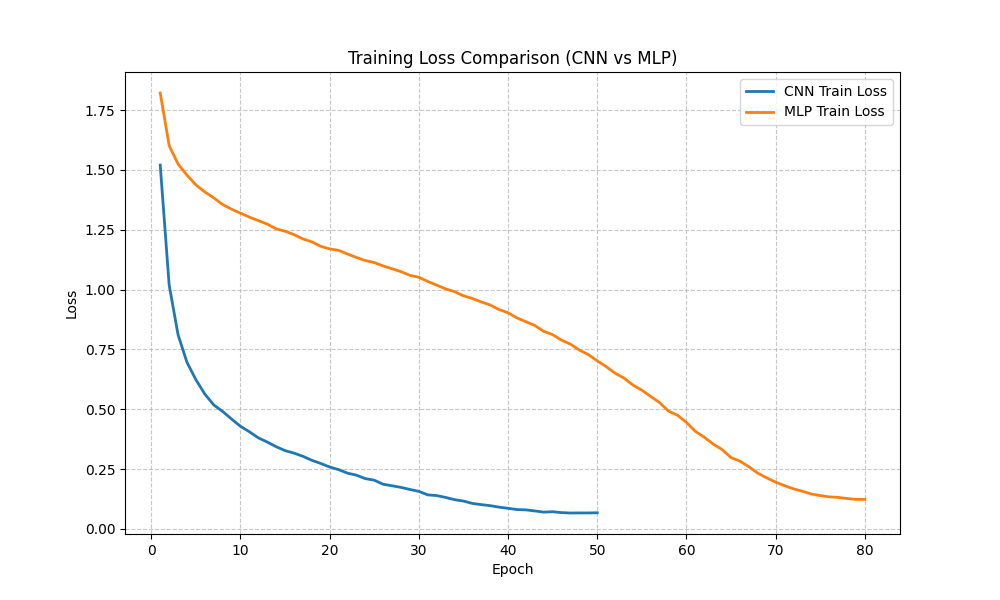 Training Loss Comparison (CNN vs MLP)
CNN Train Loss
MLP Train Loss
Loss
1.75
1.50
1.25
1.00
0.75
0.50
0.25
0.00
0 10 20 30 40 50 60 70 80
Epoch